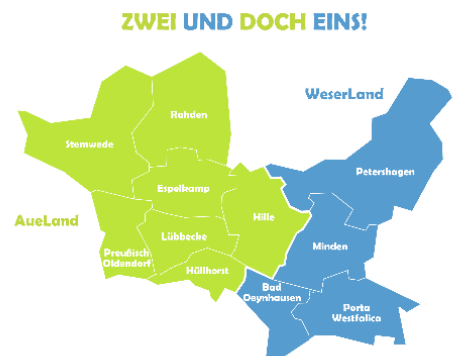 ZWEI UND DOCH EINS!
WeserLand
Rahden
Stemwede
Petershagen
Espelkamp
Hille
AueLand
Lübbecke
Minden
Preußisch
Oldendorf
Hüllhorst
Bad
Oeynhausen
Porta
Westfalica